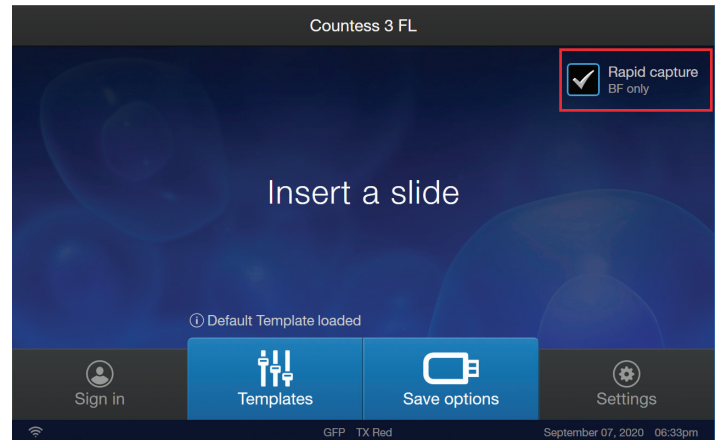 Countess 3 FL
Rapid capture
BF only
Insert a slide
Default Template loaded
Sign in
Templates
Save options
Settings
GFP TX Red
September 07, 2020 06:33pm